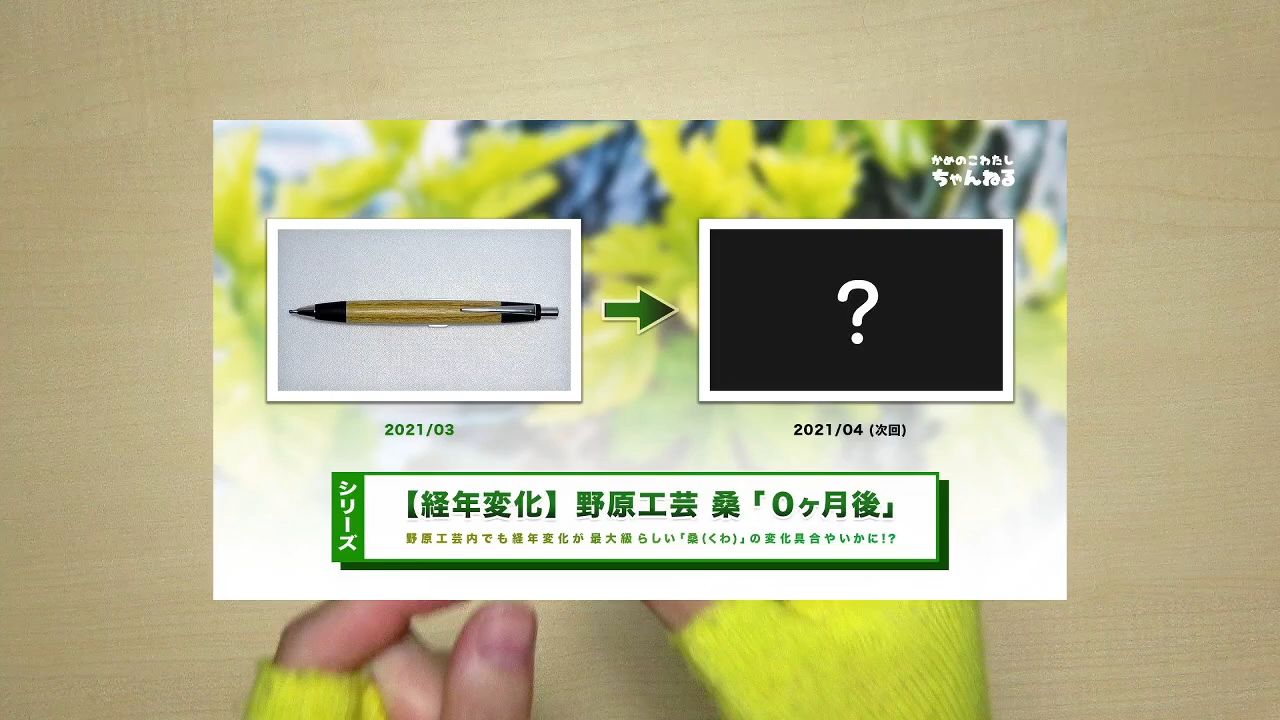 かめのこわたし
ちゃんねる
?
2021/03
2021/04 (次回)
シリーズ
【経年変化】野原工芸 桑「0ヶ月後」
野原工芸内でも経年変化が最大級らしい「桑(くわ)」の変化具合やいかに!?